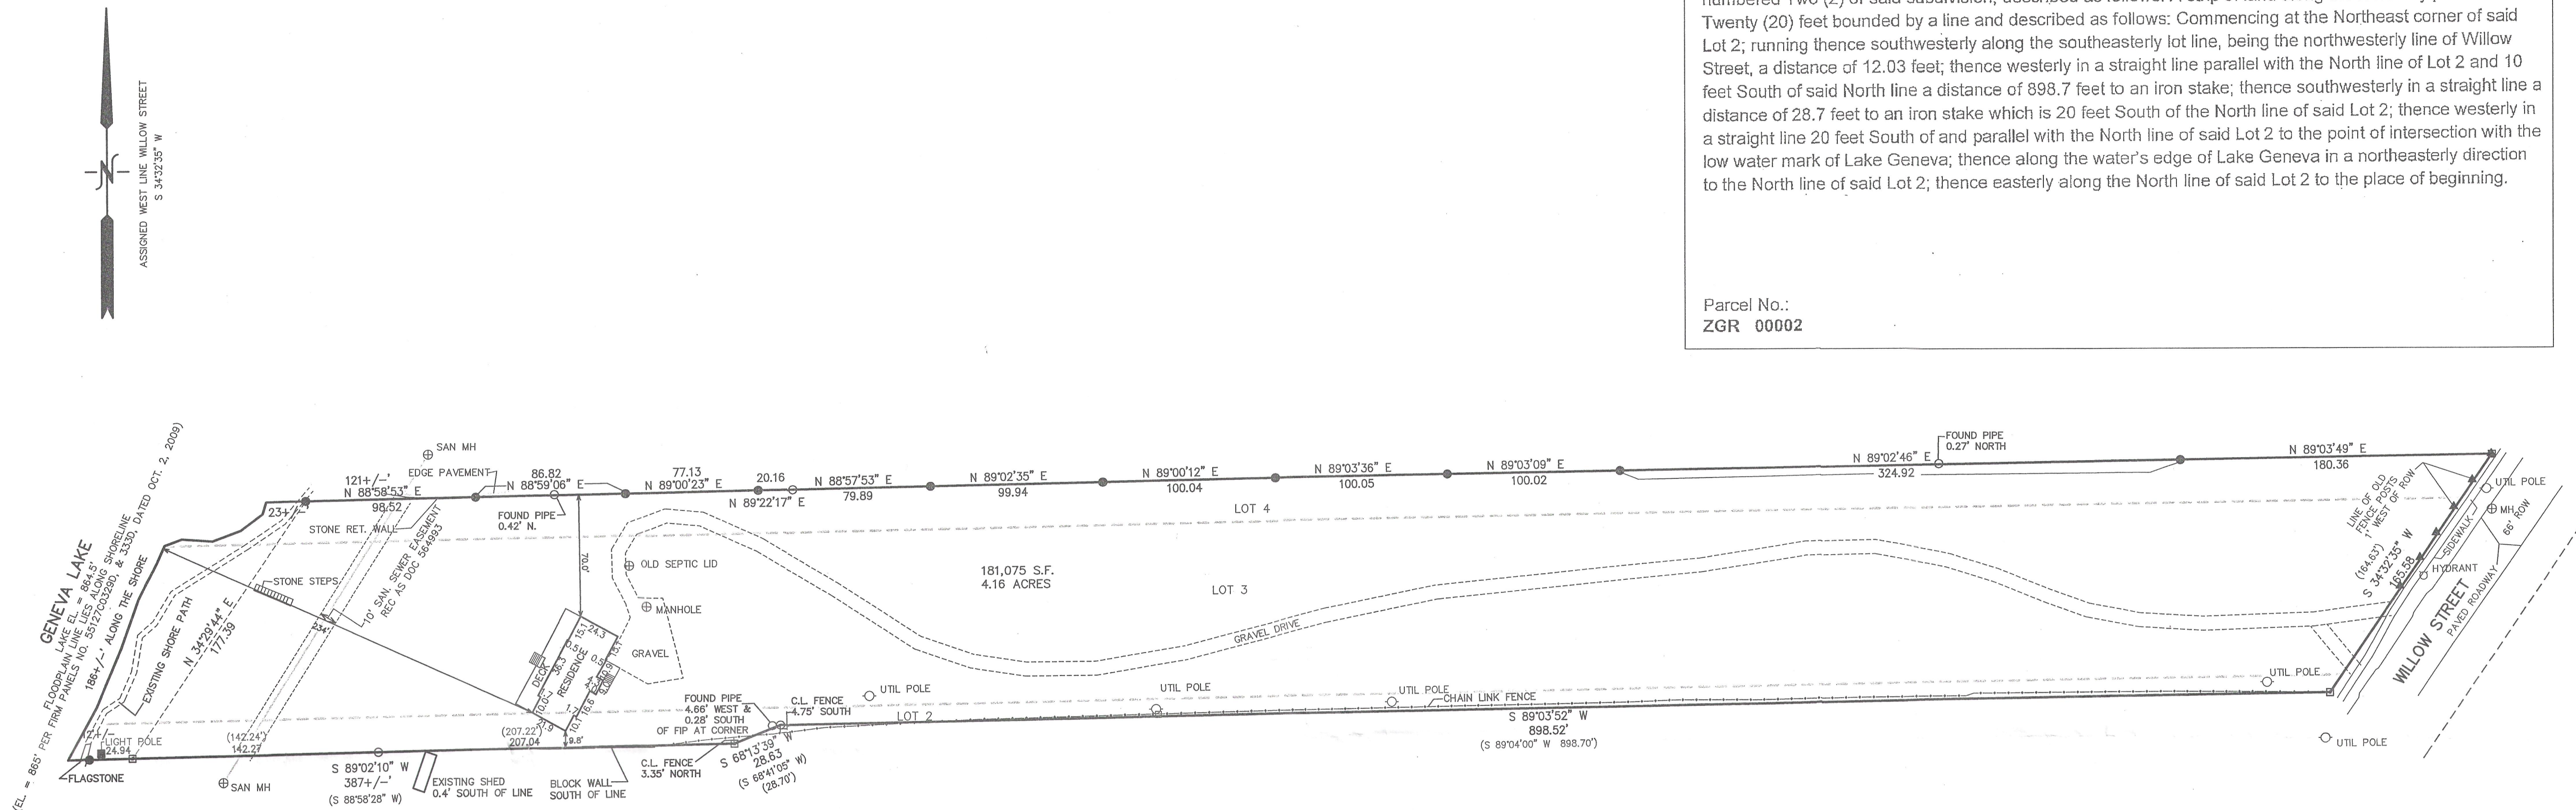 Twenty (20) feet bounded by a line and described as follows: Commencing at the Northeast corner of said
Lot 2; running thence southwesterly along the southeasterly lot line, being the northwesterly line of Willow
Street, a distance of 12.03 feet; thence westerly in a straight line parallel with the North line of Lot 2 and 10
feet South of said North line a distance of 898.7 feet to an iron stake; thence southwesterly in a straight line a
distance of 28.7 feet to an iron stake which is 20 feet South of the North line of said Lot 2; thence westerly in
a straight line 20 feet South of and parallel with the North line of said Lot 2 to the point of intersection with the
low water mark of Lake Geneva; thence along the water's edge of Lake Geneva in a northeasterly direction
to the North line of said Lot 2; thence easterly along the North line of said Lot 2 to the place of beginning.
Parcel No.:
ZGR 00002
N
ASSIGNED WEST LINE WILLOW STREET
S 34°32'35" W
GENEVA LAKE
LAKE EL. = 864.5'
FLOODPLAIN LINE LIES ALONG SHORELINE
(EL. = 865' PER FIRM PANELS NO. 55127C0329D, & 333D, DATED OCT. 2, 2009)
186+/-' ALONG THE SHORE
EXISTING SHORE PATH
N 34°29'44" E
177.39
23+/-'
121+/-'
N 88°58'53" E
98.52
SAN MH
EDGE PAVEMENT
STONE RET. WALL
10' SAN. SEWER EASEMENT
REC AS DOC 564993
STONE STEPS
234'
86.82
N 88°59'06" E
FOUND PIPE
0.42' N.
77.13
N 89°00'23" E
20.16
N 89°22'17" E
N 88°57'53" E
79.89
N 89°02'35" E
99.94
N 89°00'12" E
100.04
N 89°03'36" E
100.05
N 89°03'09" E
100.02
N 89°02'46" E
324.92
FOUND PIPE
0.27' NORTH
N 89°03'49" E
180.36
LOT 4
LOT 3
181,075 S.F.
4.16 ACRES
70.0'
OLD SEPTIC LID
MANHOLE
GRAVEL
GRAVEL DRIVE
DECK
RESIDENCE
15.1
24.3
0.5
36.3
15.1
16.6
10.1
9.8'
LINE OF OLD
FENCE POSTS
1' WEST OF ROW
(164.63')
S 34°32'35" W
165.58
SIDEWALK
UTIL POLE
MH
66' ROW
HYDRANT
WILLOW STREET
PAVED ROADWAY
UTIL POLE
UTIL POLE
UTIL POLE
UTIL POLE
UTIL POLE
CHAIN LINK FENCE
LOT 2
S 89°03'52" W
898.52'
(S 89°04'00" W 898.70')
FOUND PIPE
4.66' WEST &
0.28' SOUTH
OF FIP AT CORNER
C.L. FENCE
4.75' SOUTH
C.L. FENCE
3.35' NORTH
S 68°13'39" W
28.63
(S 68°41'05" W)
(28.70')
(207.22')
207.04
BLOCK WALL
SOUTH OF LINE
EXISTING SHED
0.4' SOUTH OF LINE
S 89°02'10" W
387+/-'
(S 88°58'28" W)
SAN MH
(142.24')
142.27
LIGHT POLE
24.94
FLAGSTONE